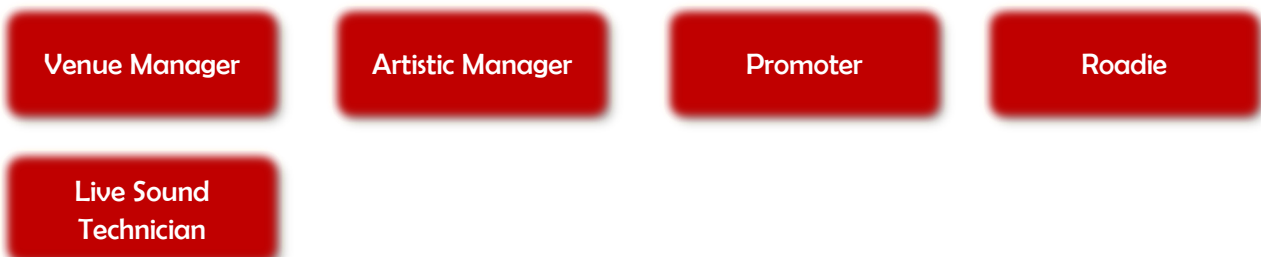 Venue Manager
Artistic Manager
Promoter
Roadie
Live Sound
Technician